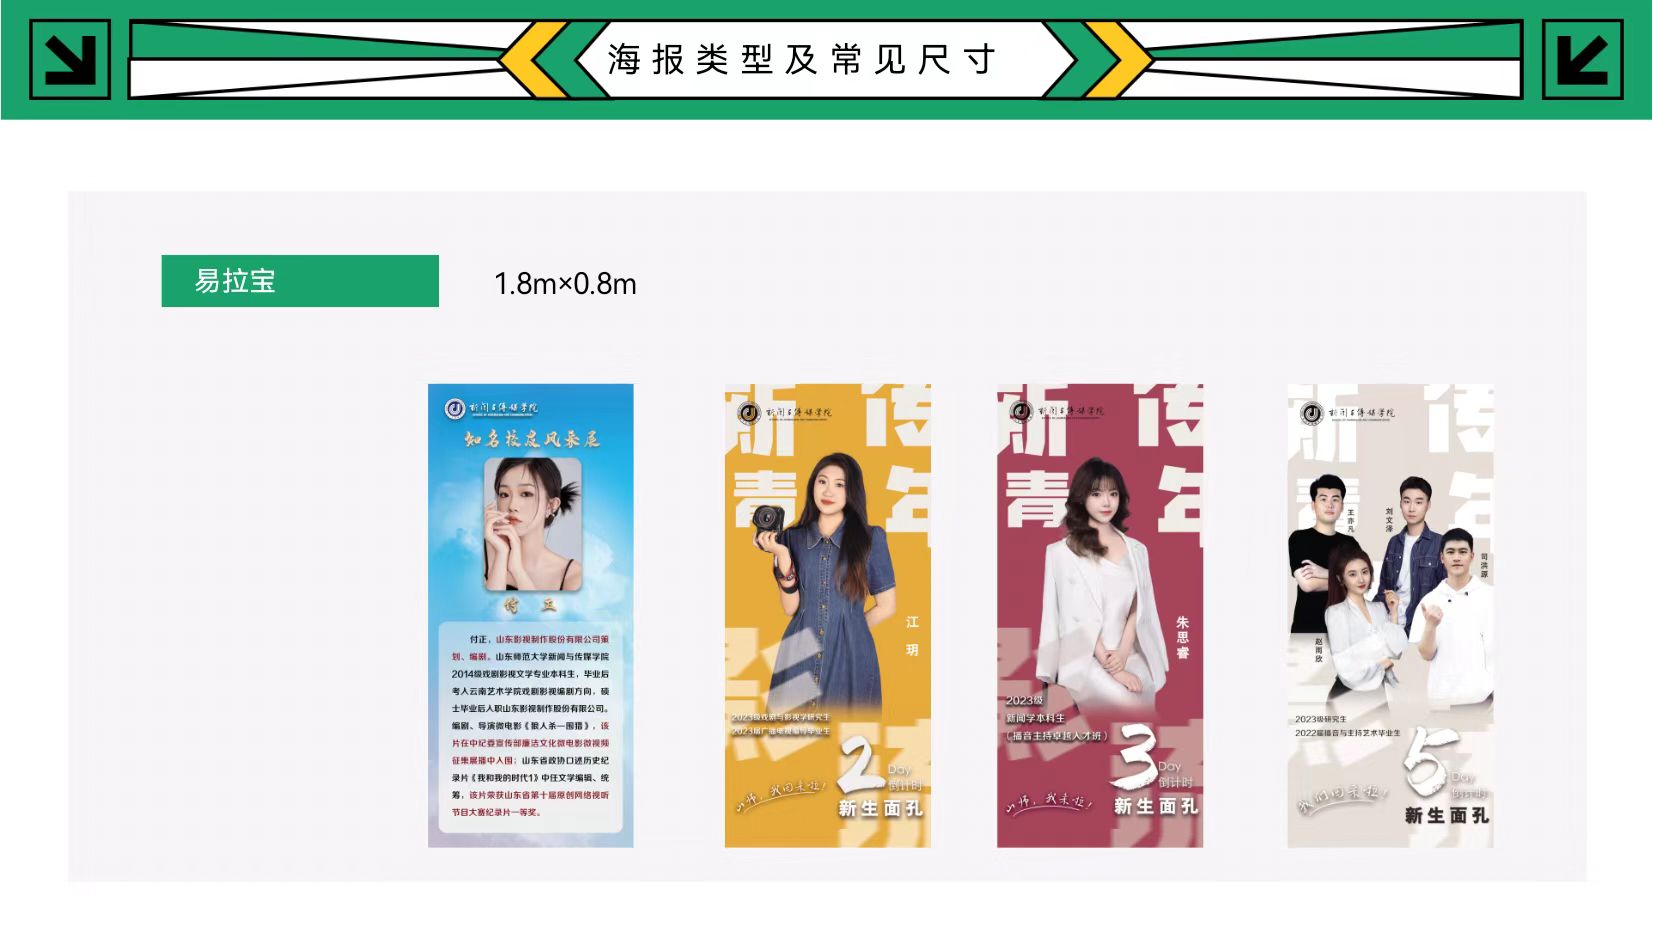 海报类型及常见尺寸
易拉宝
1.8m×0.8m
新闻与传媒学院
知名校友风采展
付正
付正，山东影视制作股份有限公司策
划、编剧。山东师范大学新闻与传媒学院
2014级戏剧影视文学专业本科生，毕业后
考入云南艺术学院戏剧影视编剧方向，硕
士毕业后入职山东影视制作股份有限公司。
编剧、导演微电影《狼人杀—围猎》，该
片在中纪委宣传部廉洁文化微电影微视频
征集展播中入围；山东省政协口述历史纪
录片《我和我的时代1》中任文学编辑、统
筹，该片荣获山东省第十届原创网络视听
节目大赛纪录片一等奖。
新闻与传媒学院
新传
青年
江玥
2023级戏剧与影视学研究生
2023届广播电视编导毕业生
2
Day
倒计时
山师，我回来啦！
新生面孔
新闻与传媒学院
新传
青年
朱思睿
2023级
新闻学本科生
（播音主持卓越人才班）
3
Day
倒计时
山师，我来啦！
新生面孔
新闻与传媒学院
新传
青年
王亦凡
刘文泽
司洪源
赵雨欣
2023级研究生
2022届播音与主持艺术毕业生
5
Day
倒计时
我们回来啦！
新生面孔